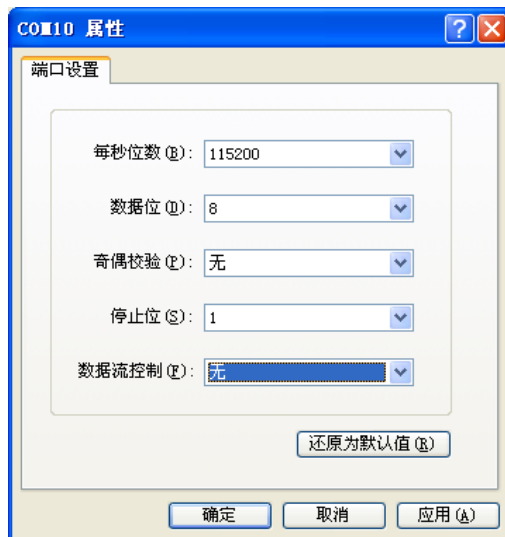 COM10 属性
端口设置
每秒位数(B): 115200
数据位(D): 8
奇偶校验(P): 无
停止位(S): 1
数据流控制(F): 无
还原为默认值(R)
确定 取消 应用(A)